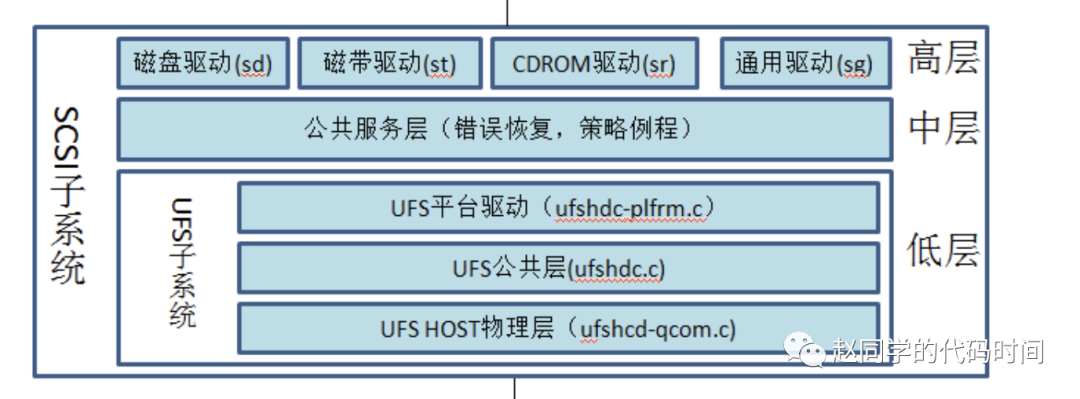 SCSI子系统
磁盘驱动(sd)
磁带驱动(st)
CDROM驱动(sr)
通用驱动(sg)
高层
公共服务层（错误恢复，策略例程）
中层
UFS子系统
UFS平台驱动（ufshdc-plfrm.c）
UFS公共层(ufshdc.c)
UFS HOST物理层（ufshcd-qcom.c)
低层
赵同学的代码时间